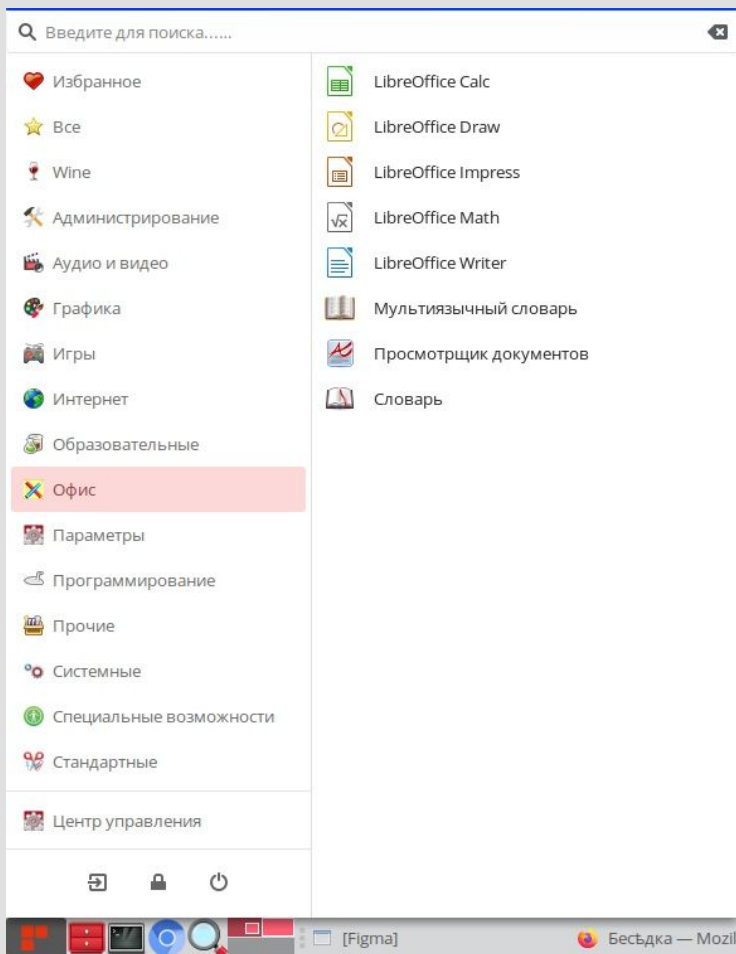 Введите для поиска......
Избранное
Все
Wine
Администрирование
Аудио и видео
Графика
Игры
Интернет
Образовательные
Офис
Параметры
Программирование
Прочие
Системные
Специальные возможности
Стандартные
Центр управления
LibreOffice Calc
LibreOffice Draw
LibreOffice Impress
LibreOffice Math
LibreOffice Writer
Мультиязычный словарь
Просмотрщик документов
Словарь
[Figma]
Бесѣдка — Mozil